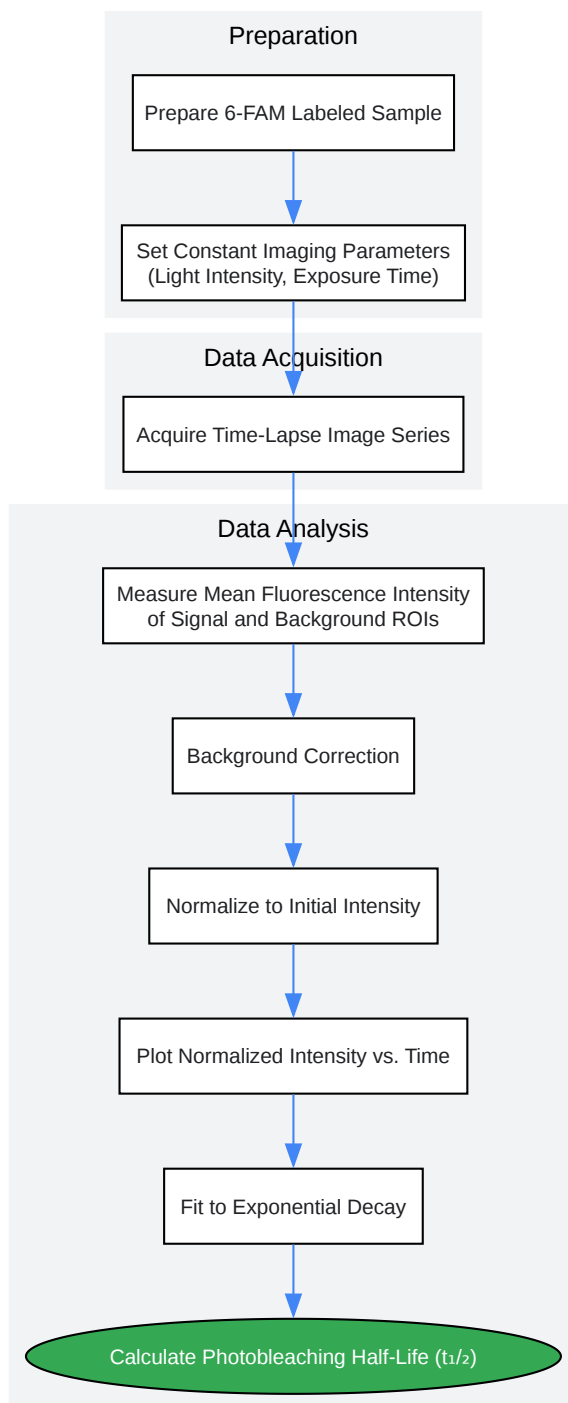 Preparation
Prepare 6-FAM Labeled Sample
Set Constant Imaging Parameters
(Light Intensity, Exposure Time)
Data Acquisition
Acquire Time-Lapse Image Series
Data Analysis
Measure Mean Fluorescence Intensity
of Signal and Background ROIs
Background Correction
Normalize to Initial Intensity
Plot Normalized Intensity vs. Time
Fit to Exponential Decay
Calculate Photobleaching Half-Life (t₁/₂)